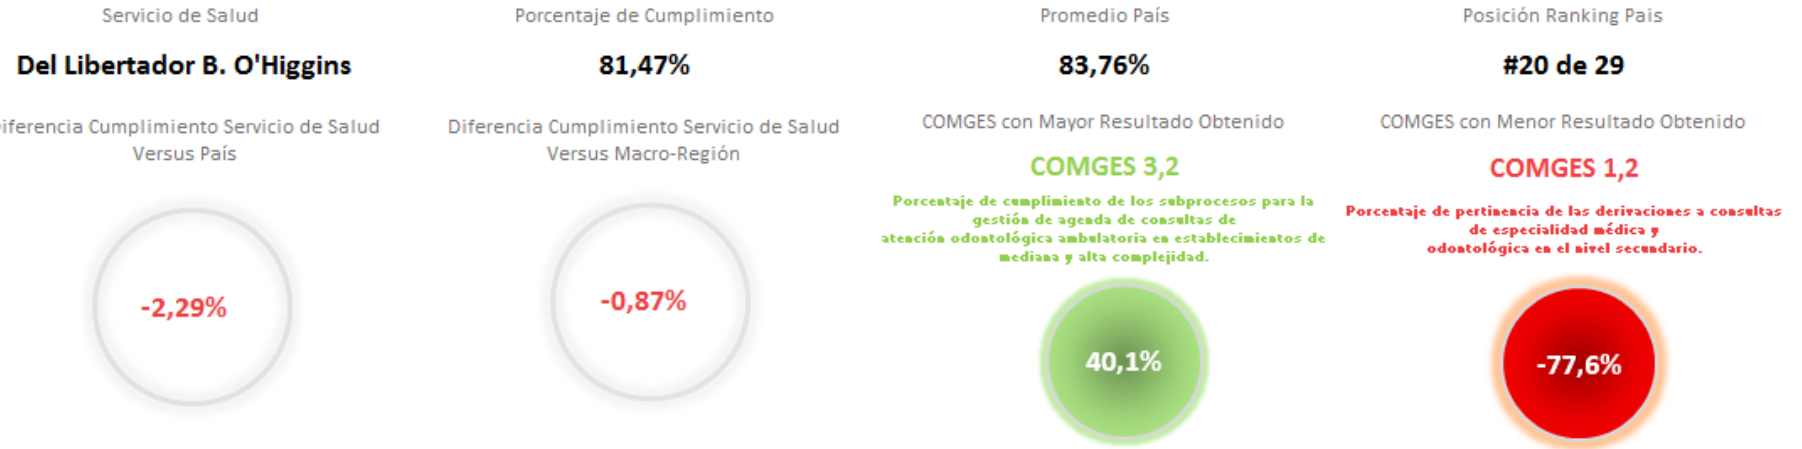 Servicio de Salud
Del Libertador B. O'Higgins
Porcentaje de Cumplimiento
81,47%
Promedio País
83,76%
Posición Ranking Pais
#20 de 29
iferencia Cumplimiento Servicio de Salud
Versus País
-2,29%
Diferencia Cumplimiento Servicio de Salud
Versus Macro-Región
-0,87%
COMGES con Mayor Resultado Obtenido
COMGES 3,2
Porcentaje de cumplimiento de los subprocesos para la
gestión de agenda de consultas de
atención odontológica ambulatoria en establecimientos de
mediana y alta complejidad.
40,1%
COMGES con Menor Resultado Obtenido
COMGES 1,2
Porcentaje de pertinencia de las derivaciones a consultas
de especialidad médica y
odontológica en el nivel secundario.
-77,6%